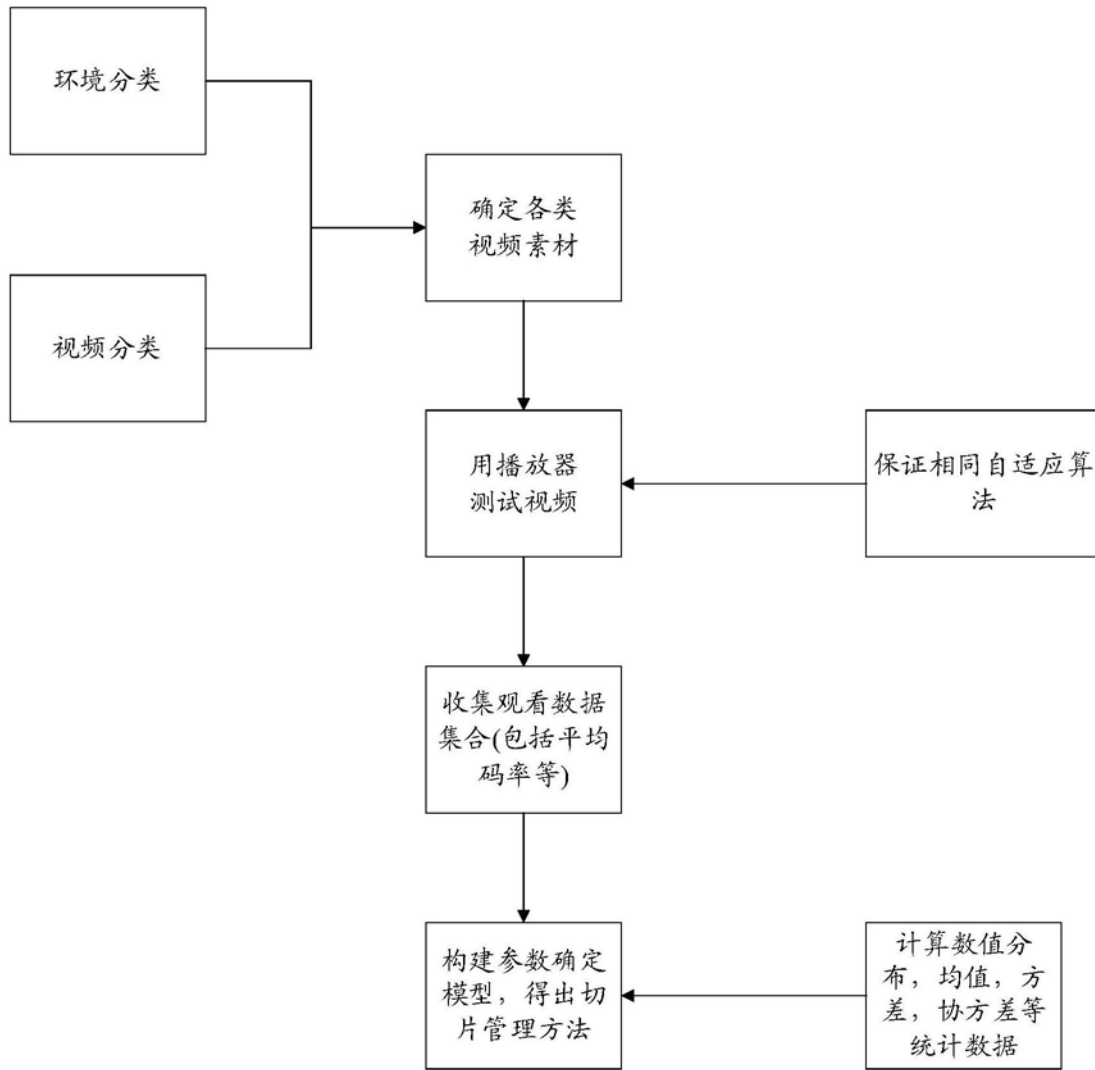 环境分类
确定各类
视频素材
视频分类
用播放器
测试视频
保证相同自适应算
法
收集观看数据
集合(包括平均
码率等)
构建参数确定
模型，得出切
片管理方法
计算数值分
布，均值，方
差，协方差等
统计数据